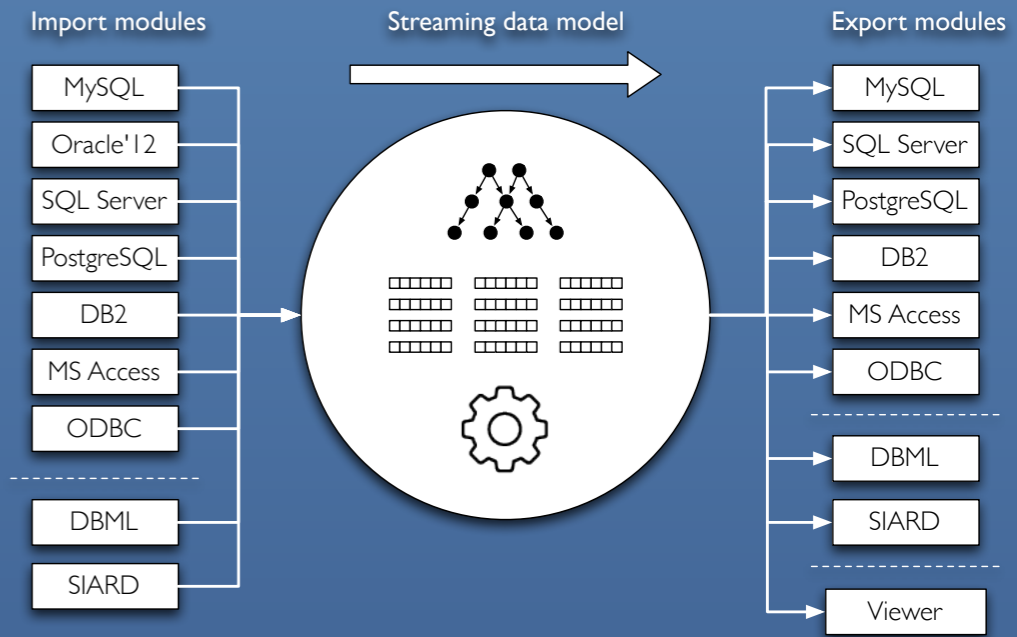 Import modules
Streaming data model
Export modules
MySQL
Oracle'12
SQL Server
PostgreSQL
DB2
MS Access
ODBC
DBML
SIARD
MySQL
SQL Server
PostgreSQL
DB2
MS Access
ODBC
DBML
SIARD
Viewer